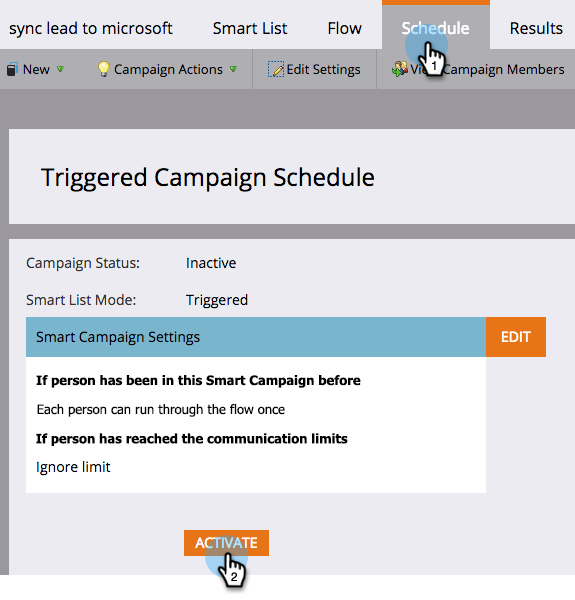 sync lead to microsoft Smart List Flow Schedule Results
1
New Campaign Actions Edit Settings View Campaign Members
Triggered Campaign Schedule
Campaign Status: Inactive
Smart List Mode: Triggered
Smart Campaign Settings EDIT
If person has been in this Smart Campaign before
Each person can run through the flow once
If person has reached the communication limits
Ignore limit
ACTIVATE
2